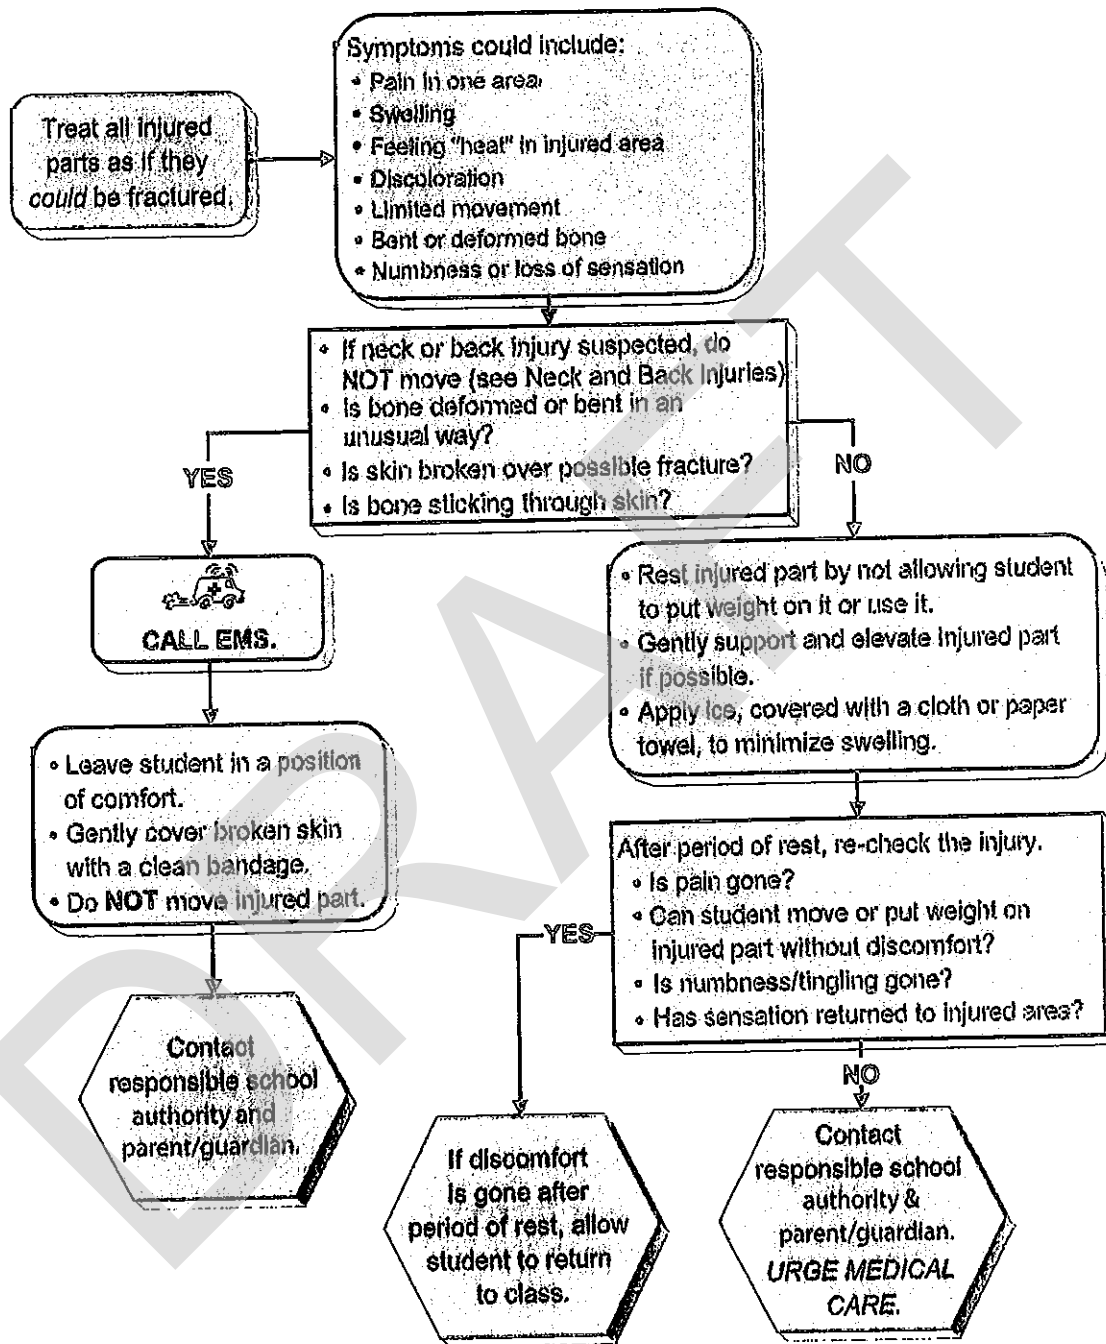 Treat all injured
parts as if they
could be fractured.
Symptoms could include:
• Pain in one area
• Swelling
• Feeling "heat" in injured area
• Discoloration
• Limited movement
• Bent or deformed bone
• Numbness or loss of sensation
• If neck or back injury suspected, do
NOT move (see Neck and Back Injuries)
• Is bone deformed or bent in an
unusual way?
• Is skin broken over possible fracture?
• Is bone sticking through skin?
YES
NO
CALL EMS.
• Leave student in a position
of comfort.
• Gently cover broken skin
with a clean bandage.
• Do NOT move injured part.
Contact
responsible school
authority and
parent/guardian.
• Rest injured part by not allowing student
to put weight on it or use it.
• Gently support and elevate injured part
if possible.
• Apply ice, covered with a cloth or paper
towel, to minimize swelling.
After period of rest, re-check the injury.
• Is pain gone?
• Can student move or put weight on
injured part without discomfort?
• Is numbness/tingling gone?
• Has sensation returned to injured area?
YES
NO
If discomfort
is gone after
period of rest, allow
student to return
to class.
Contact
responsible school
authority &
parent/guardian.
URGE MEDICAL
CARE.
DRAFT